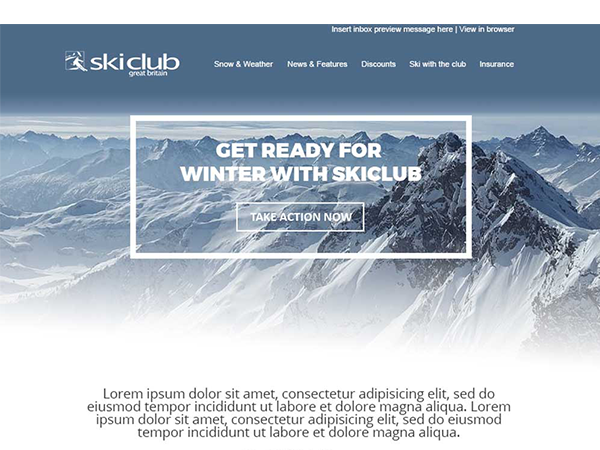 Insert inbox preview message here | View in browser
skiclub
great britain
Snow & Weather News & Features Discounts Ski with the club Insurance
GET READY FOR
WINTER WITH SKICLUB
TAKE ACTION NOW
Lorem ipsum dolor sit amet, consectetur adipisicing elit, sed do
eiusmod tempor incididunt ut labore et dolore magna aliqua. Lorem
ipsum dolor sit amet, consectetur adipisicing elit, sed do eiusmod
tempor incididunt ut labore et dolore magna aliqua.